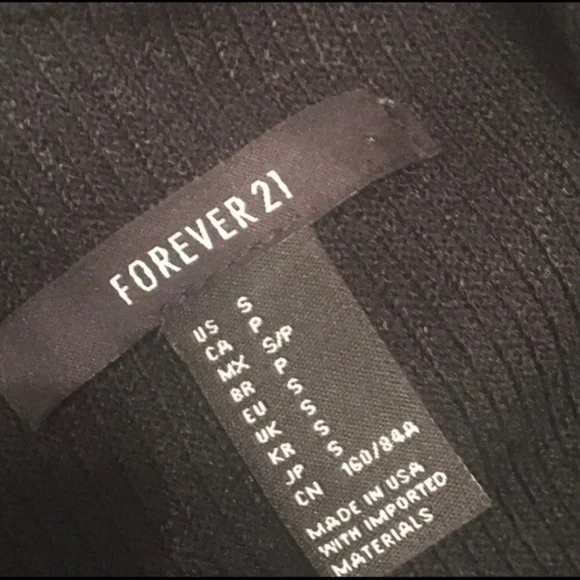 FOREVER 21
US S
CA P
MX S/P
BR P
EU S
UK S
KR S
JP S
CN 160/84A
MADE IN USA
WITH IMPORTED
MATERIALS